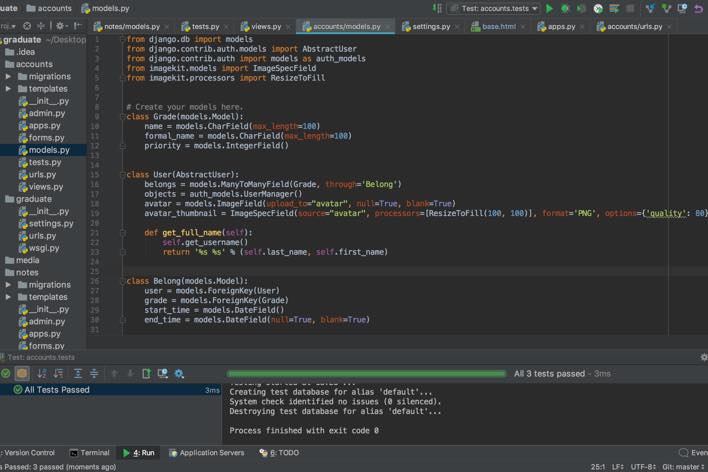 graduate accounts models.py
Test: accounts.tests
notes/models.py tests.py views.py accounts/models.py settings.py base.html apps.py accounts/urls.py
graduate ~/Desktop
.idea
accounts
migrations
templates
__init__.py
admin.py
apps.py
forms.py
models.py
tests.py
urls.py
views.py
graduate
__init__.py
settings.py
urls.py
wsgi.py
media
notes
migrations
templates
__init__.py
admin.py
apps.py
forms.py
1 from django.db import models
2 from django.contrib.auth.models import AbstractUser
3 from django.contrib.auth import models as auth_models
4 from imagekit.models import ImageSpecField
5 from imagekit.processors import ResizeToFill
6
7
8 # Create your models here.
9 class Grade(models.Model):
10 name = models.CharField(max_length=100)
11 formal_name = models.CharField(max_length=100)
12 priority = models.IntegerField()
13
14
15 class User(AbstractUser):
16 belongs = models.ManyToManyField(Grade, through='Belong')
17 objects = auth_models.UserManager()
18 avatar = models.ImageField(upload_to="avatar", null=True, blank=True)
19 avatar_thumbnail = ImageSpecField(source="avatar", processors=[ResizeToFill(100, 100)], format='PNG', options={'quality': 80}
20
21 def get_full_name(self):
22 self.get_username()
23 return '%s %s' % (self.last_name, self.first_name)
24
25
26 class Belong(models.Model):
27 user = models.ForeignKey(User)
28 grade = models.ForeignKey(Grade)
29 start_time = models.DateField()
30 end_time = models.DateField(null=True, blank=True)
31
Test: accounts.tests
All 3 tests passed – 3ms
All Tests Passed 3ms
Creating test database for alias 'default'...
System check identified no issues (0 silenced).
Destroying test database for alias 'default'...
Process finished with exit code 0
: Version Control Terminal 4: Run Application Servers 6: TODO Even
s Passed: 3 passed (moments ago) 25:1 LF÷ UTF-8÷ Git: master÷